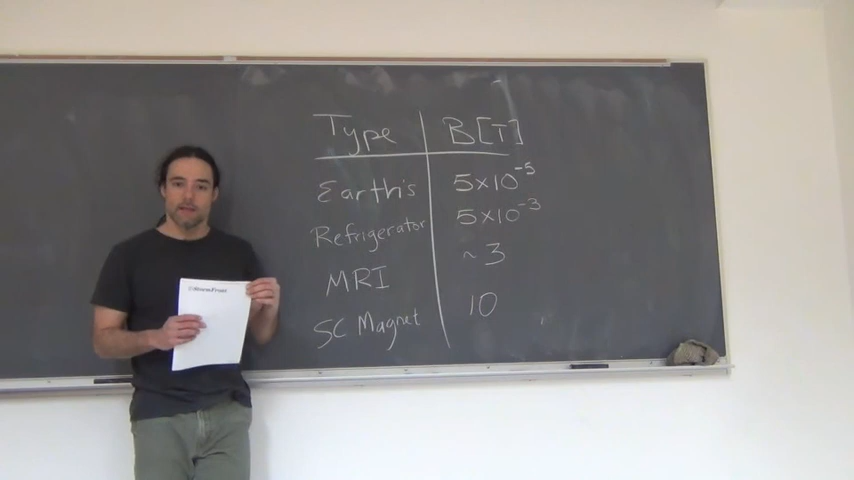 Type B[T]
Earth's 5×10⁻⁵
Refrigerator 5×10⁻³
MRI ~3
SC Magnet 10